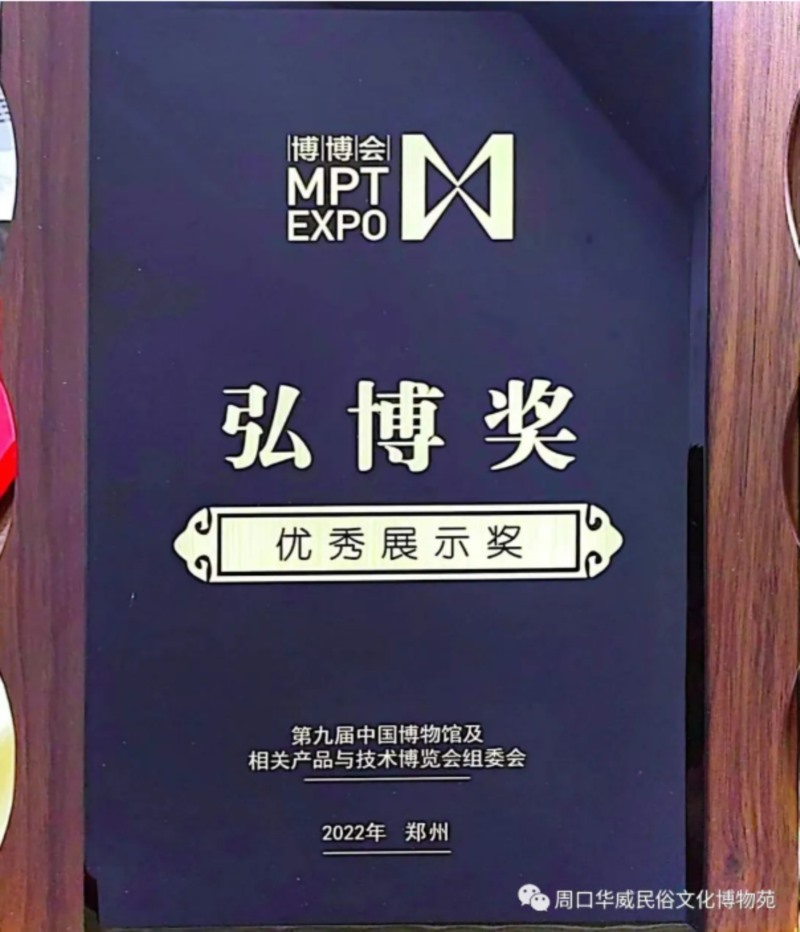 博博会
MPT
EXPO
弘博奖
优秀展示奖
第九届中国博物馆及
相关产品与技术博览会组委会
2022年 郑州
周口华威民俗文化博物苑